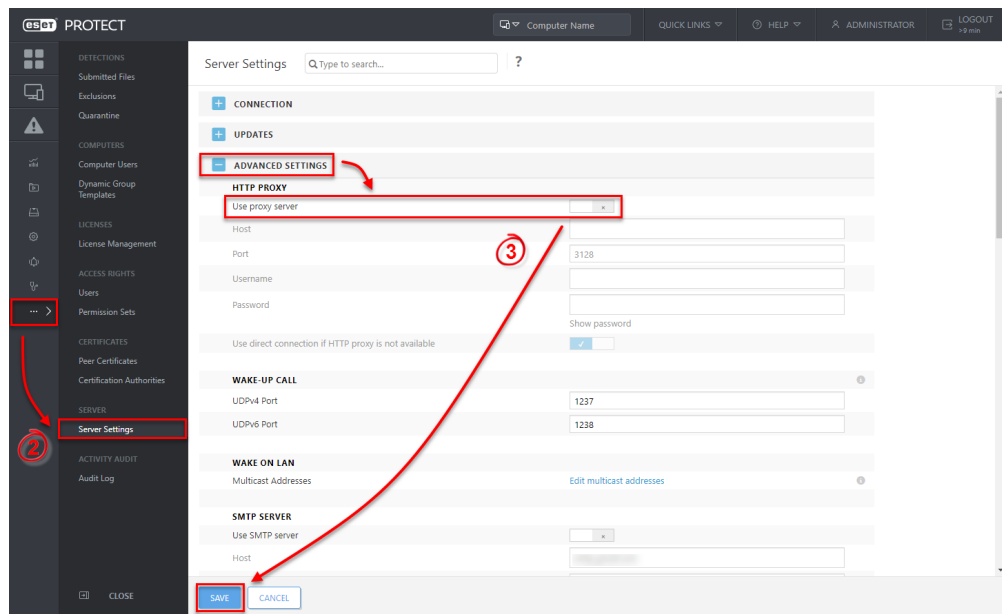 eset PROTECT
Computer Name
QUICK LINKS
HELP
ADMINISTRATOR
LOGOUT
>9 min
DETECTIONS
Submitted Files
Exclusions
Quarantine
COMPUTERS
Computer Users
Dynamic Group
Templates
LICENSES
License Management
ACCESS RIGHTS
Users
Permission Sets
CERTIFICATES
Peer Certificates
Certification Authorities
SERVER
Server Settings
2
ACTIVITY AUDIT
Audit Log
CLOSE
Server Settings
Type to search...
?
CONNECTION
UPDATES
ADVANCED SETTINGS
HTTP PROXY
Use proxy server
Host
3
Port 3128
Username
Password
Show password
Use direct connection if HTTP proxy is not available
WAKE-UP CALL
UDPv4 Port 1237
UDPv6 Port 1238
WAKE ON LAN
Multicast Addresses Edit multicast addresses
SMTP SERVER
Use SMTP server
Host
SAVE CANCEL